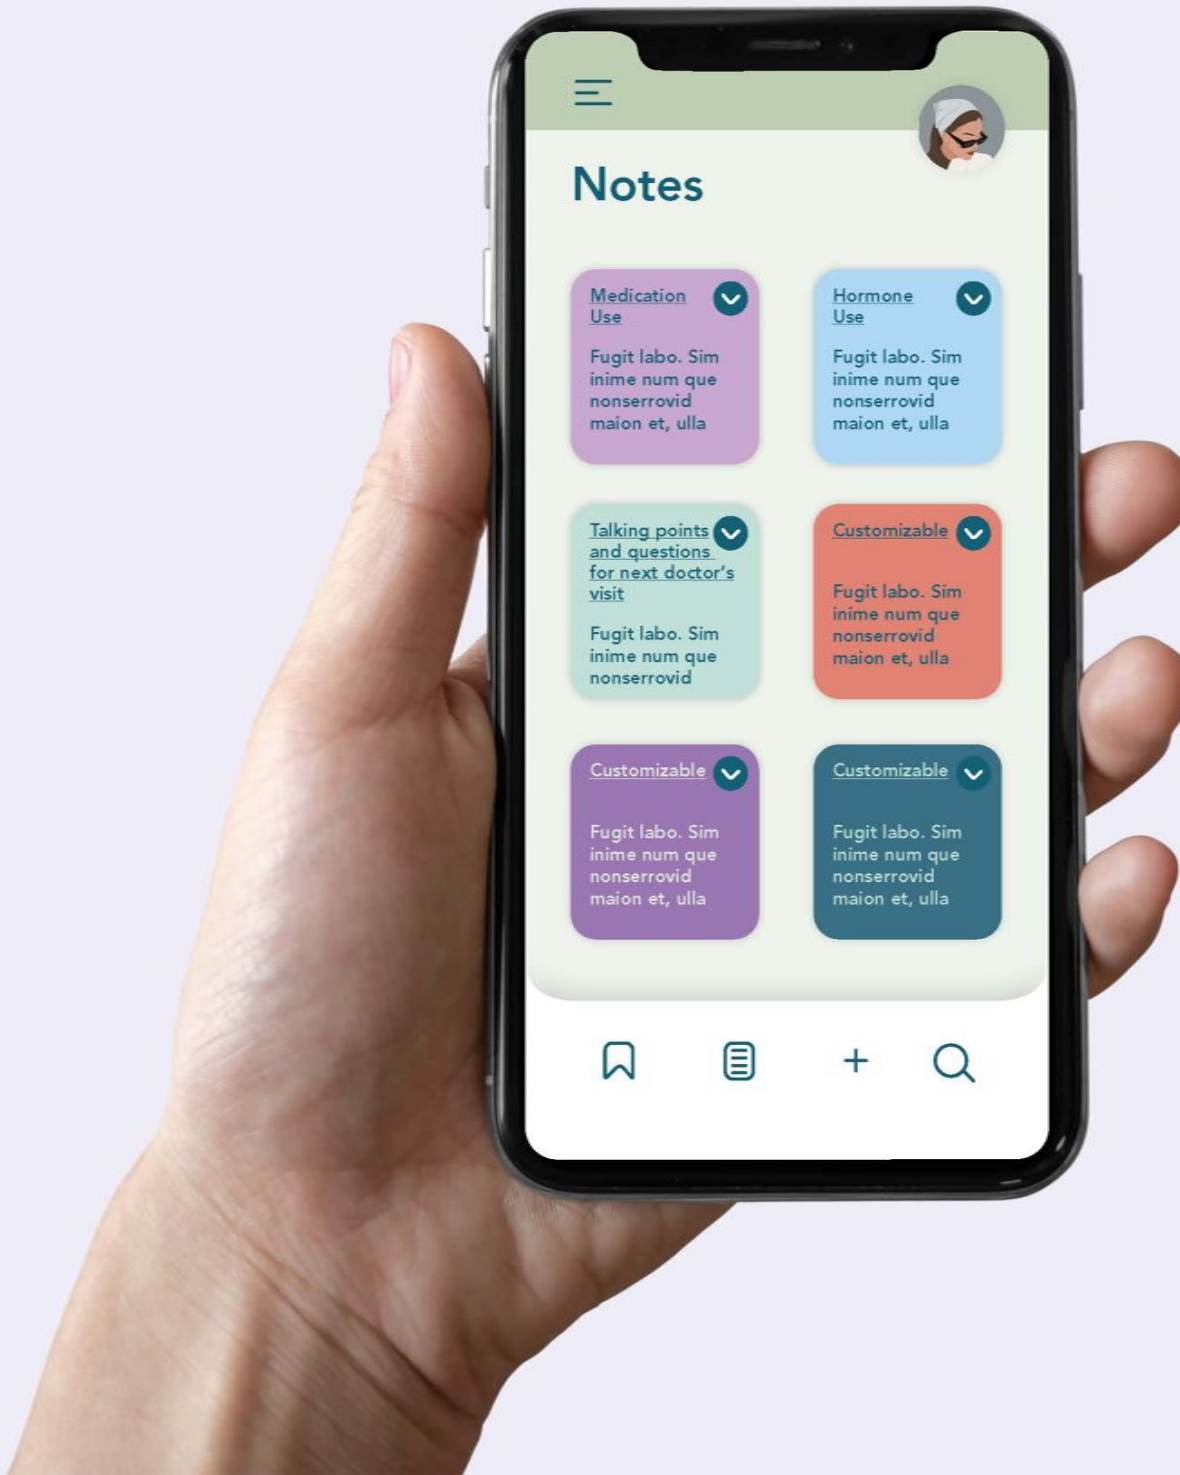 Notes
Medication
Use
Fugit labo. Sim
inime num que
nonserrovid
maion et, ulla
Hormone
Use
Fugit labo. Sim
inime num que
nonserrovid
maion et, ulla
Talking points
and questions
for next doctor's
visit
Fugit labo. Sim
inime num que
nonserrovid
Customizable
Fugit labo. Sim
inime num que
nonserrovid
maion et, ulla
Customizable
Fugit labo. Sim
inime num que
nonserrovid
maion et, ulla
Customizable
Fugit labo. Sim
inime num que
nonserrovid
maion et, ulla